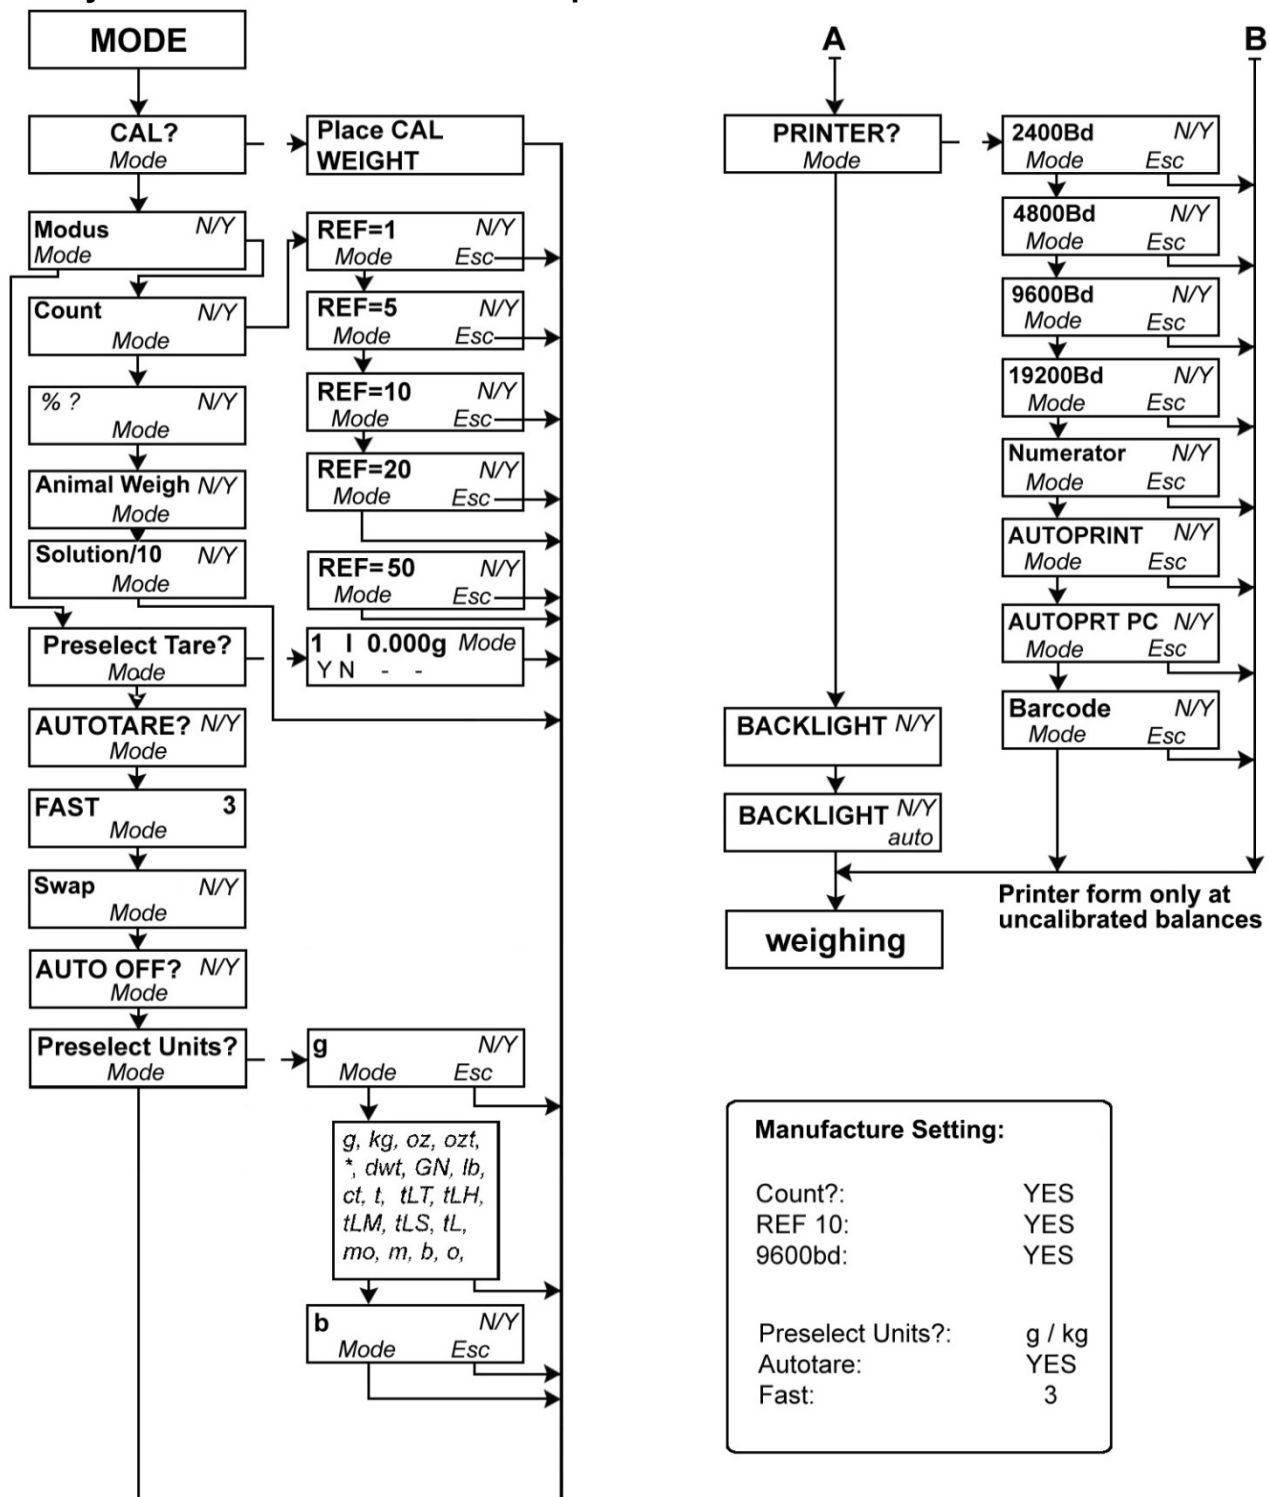 MODE
CAL?
Mode
Place CAL
WEIGHT
Modus N/Y
Mode
Count N/Y
Mode
% ? N/Y
Mode
Animal Weigh N/Y
Mode
Solution/10 N/Y
Mode
REF=1 N/Y
Mode Esc
REF=5 N/Y
Mode Esc
REF=10 N/Y
Mode Esc
REF=20 N/Y
Mode Esc
REF=50 N/Y
Mode Esc
Preselect Tare?
Mode
1 I 0.000g Mode
Y N - -
AUTOTARE? N/Y
Mode
FAST 3
Mode
Swap N/Y
Mode
AUTO OFF? N/Y
Mode
Preselect Units?
Mode
g N/Y
Mode Esc
g, kg, oz, ozt,
*, dwt, GN, lb,
ct, t, tLT, tLH,
tLM, tLS, tL,
mo, m, b, o,
b N/Y
Mode Esc
A
B
PRINTER?
Mode
2400Bd N/Y
Mode Esc
4800Bd N/Y
Mode Esc
9600Bd N/Y
Mode Esc
19200Bd N/Y
Mode Esc
Numerator N/Y
Mode Esc
AUTOPRINT N/Y
Mode Esc
AUTOPRT PC N/Y
Mode Esc
Barcode N/Y
Mode Esc
BACKLIGHT N/Y
BACKLIGHT N/Y
auto
Printer form only at
uncalibrated balances
weighing
Manufacture Setting:
Count?: YES
REF 10: YES
9600bd: YES
Preselect Units?: g / kg
Autotare: YES
Fast: 3